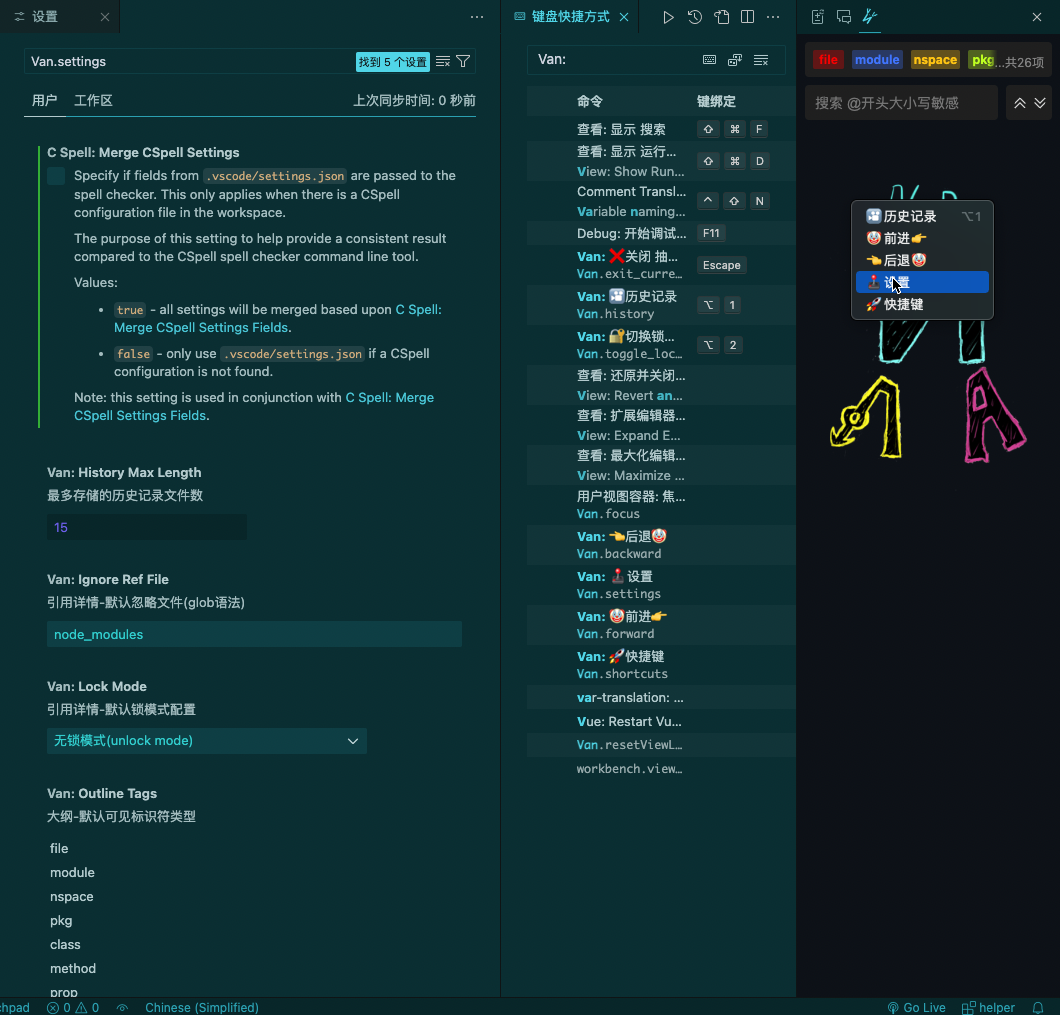 设置
Van.settings
找到 5 个设置
用户
工作区
上次同步时间: 0 秒前
C Spell: Merge CSpell Settings
Specify if fields from .vscode/settings.json are passed to the
spell checker. This only applies when there is a CSpell
configuration file in the workspace.
The purpose of this setting to help provide a consistent result
compared to the CSpell spell checker command line tool.
Values:
• true - all settings will be merged based upon C Spell:
Merge CSpell Settings Fields.
• false - only use .vscode/settings.json if a CSpell
configuration is not found.
Note: this setting is used in conjunction with C Spell: Merge
CSpell Settings Fields.
Van: History Max Length
最多存储的历史记录文件数
15
Van: Ignore Ref File
引用详情-默认忽略文件(glob语法)
node_modules
Van: Lock Mode
引用详情-默认锁模式配置
无锁模式(unlock mode)
Van: Outline Tags
大纲-默认可见标识符类型
file
module
nspace
pkg
class
method
prop
键盘快捷方式
Van:
命令 键绑定
查看: 显示 搜索 ⇧ ⌘ F
查看: 显示 运行...
View: Show Run... ⇧ ⌘ D
Comment Transl...
Variable naming... ^ ⇧ N
Debug: 开始调试... F11
Van: ❌关闭 抽...
Van.exit_curre... Escape
Van: 🎦历史记录
Van.history ⌥ 1
Van: 🔐切换锁...
Van.toggle_loc... ⌥ 2
查看: 还原并关闭...
View: Revert an...
查看: 扩展编辑器...
View: Expand E...
查看: 最大化编辑...
View: Maximize ...
用户视图容器: 焦...
Van.focus
Van: 👈后退🤡
Van.backward
Van: 🕹️设置
Van.settings
Van: 🤡前进👉
Van.forward
Van: 🚀快捷键
Van.shortcuts
var-translation: ...
Vue: Restart Vu...
Van.resetViewL...
workbench.view...
file module nspace pkg ...共26项
搜索 @开头大小写敏感
🎦历史记录 ⌥1
🤡前进👉
👈后退🤡
🕹️设置
🚀快捷键
chpad 0 0 Chinese (Simplified) Go Live helper